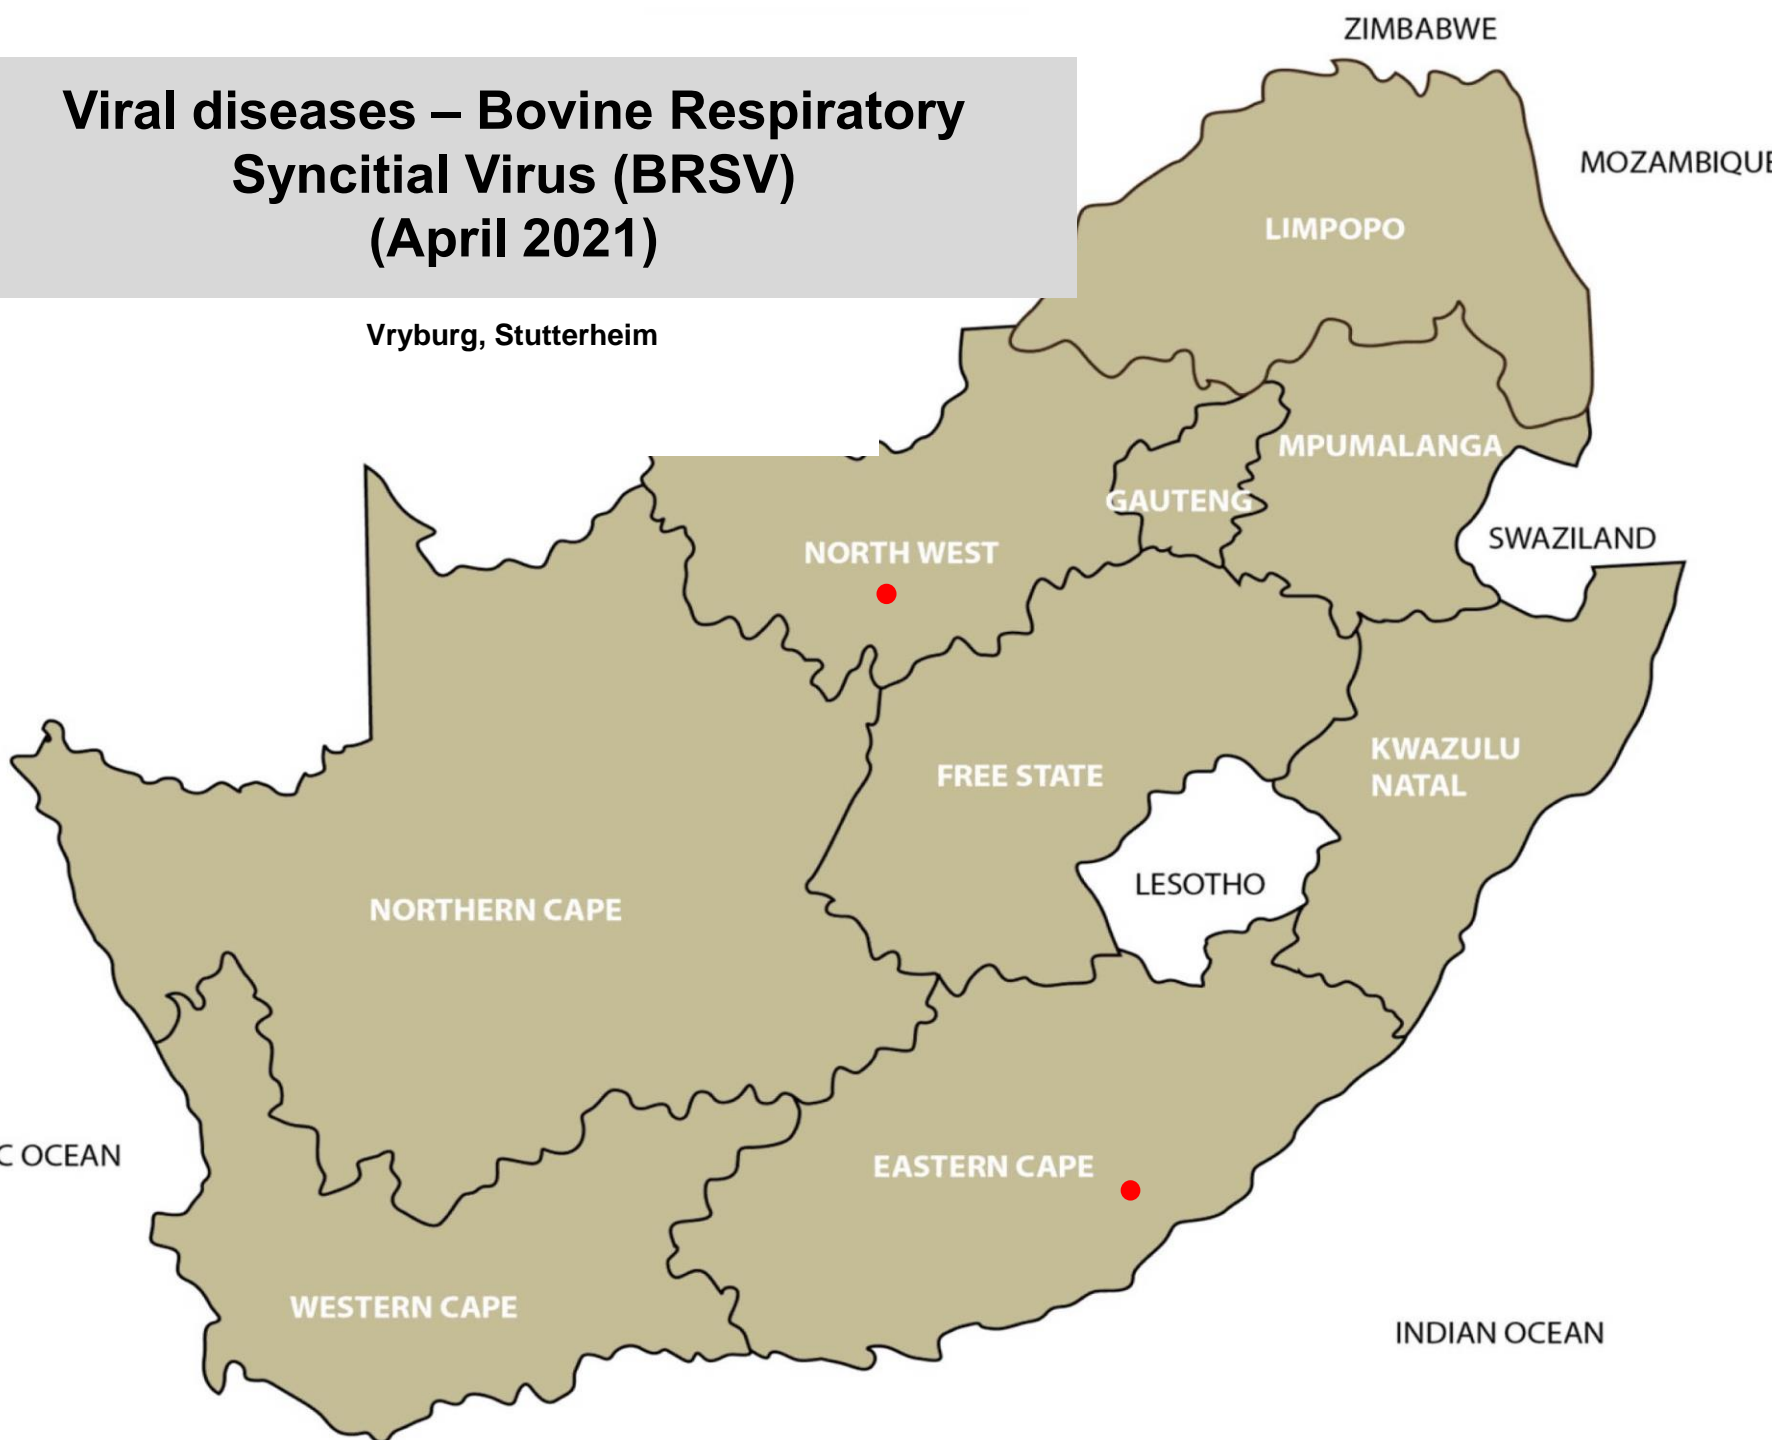 ZIMBABWE
Viral diseases – Bovine Respiratory
Syncitial Virus (BRSV)
(April 2021)
MOZAMBIQUE
LIMPOPO
Vryburg, Stutterheim
MPUMALANGA
GAUTENG
SWAZILAND
NORTH WEST
KWAZULU
NATAL
FREE STATE
LESOTHO
NORTHERN CAPE
C OCEAN
EASTERN CAPE
WESTERN CAPE
INDIAN OCEAN